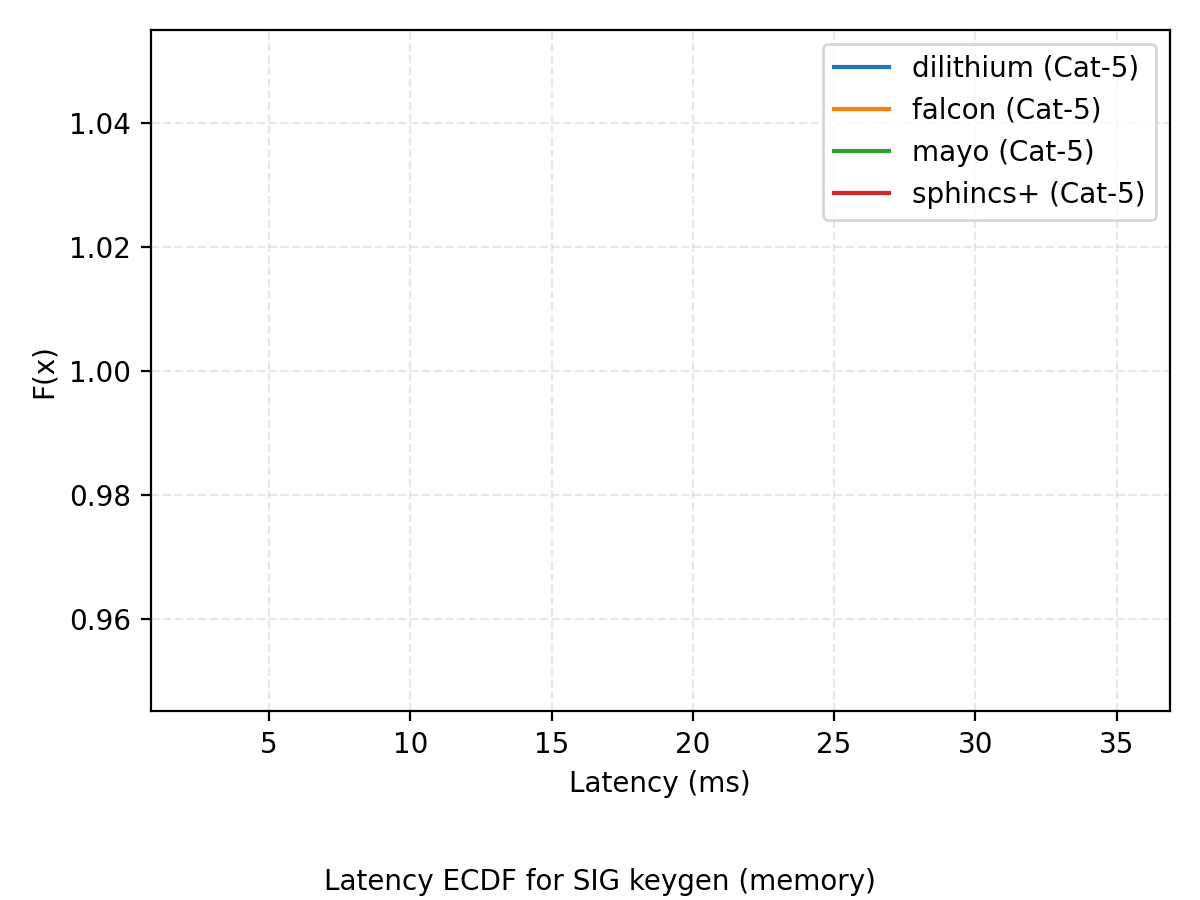 dilithium (Cat-5)
falcon (Cat-5)
mayo (Cat-5)
sphincs+ (Cat-5)
1.04
1.02
1.00
0.98
0.96
F(x)
5 10 15 20 25 30 35
Latency (ms)
Latency ECDF for SIG keygen (memory)